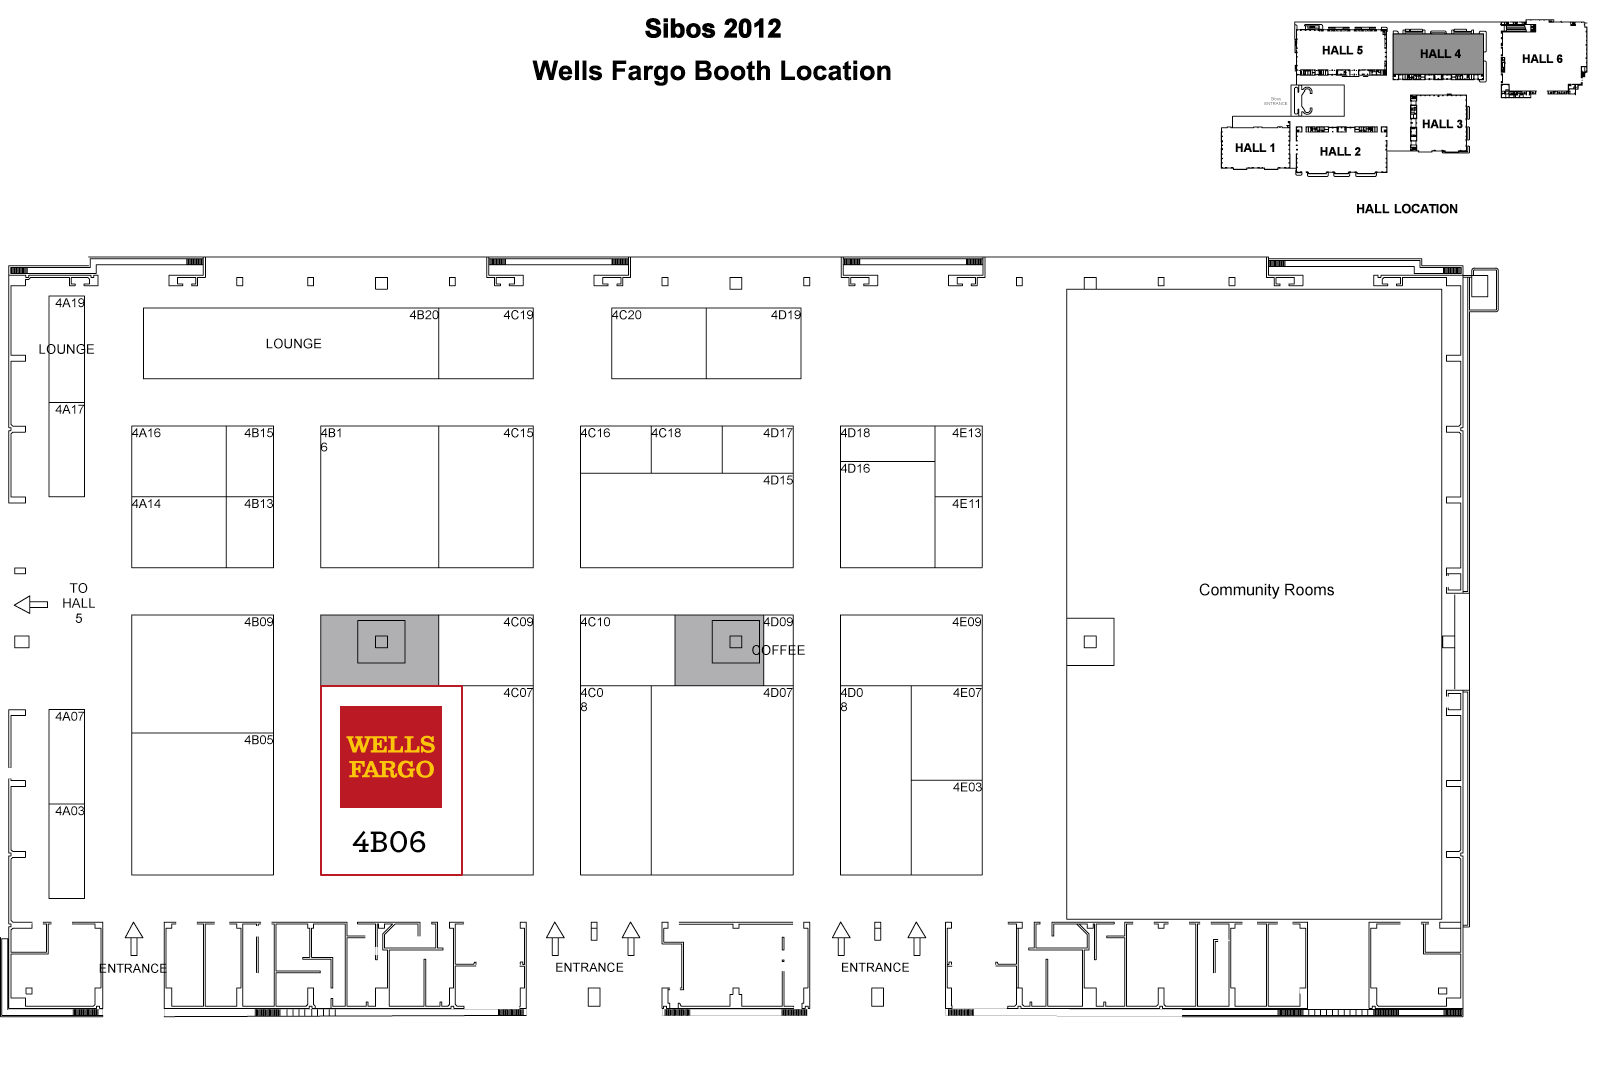 Sibos 2012
Wells Fargo Booth Location
HALL 5
HALL 4
HALL 6
Sibos
ENTRANCE
HALL 3
HALL 1
HALL 2
HALL LOCATION
4A19
LOUNGE
4A17
4B20
LOUNGE
4C19
4C20
4D19
4A16
4B15
4A14
4B13
4B1
6
4C15
4C16
4C18
4D17
4D15
4D18
4D16
4E13
4E11
TO
HALL
5
Community Rooms
4B09
4B05
4C09
4C07
4C10
4D09
COFFEE
4C0
8
4D07
4E09
4D0
8
4E07
4E03
4A07
4A03
WELLS
FARGO
4B06
ENTRANCE
ENTRANCE
ENTRANCE